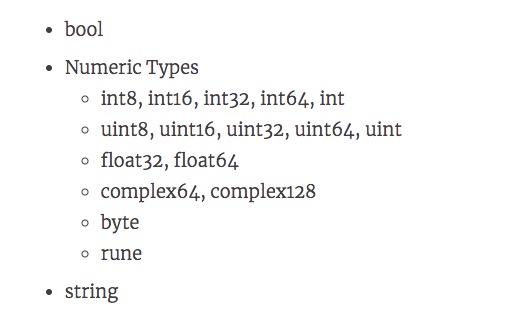 bool
Numeric Types
int8, int16, int32, int64, int
uint8, uint16, uint32, uint64, uint
float32, float64
complex64, complex128
byte
rune
string